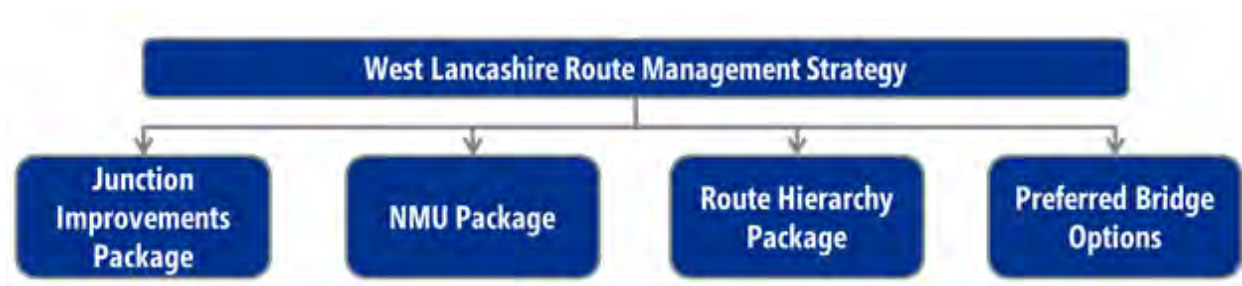 West Lancashire Route Management Strategy
Junction
Improvements
Package
NMU Package
Route Hierarchy
Package
Preferred Bridge
Options